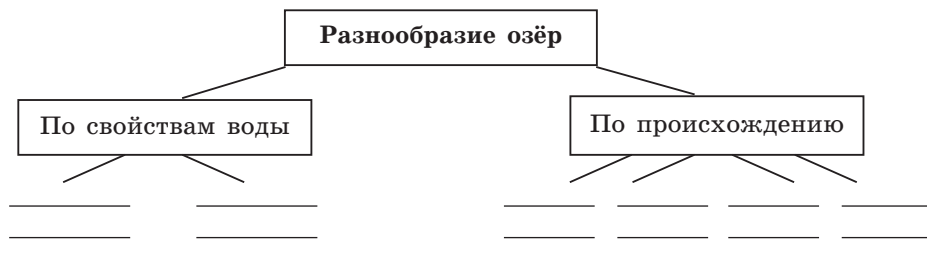 Разнообразие озёр
По свойствам воды
По происхождению